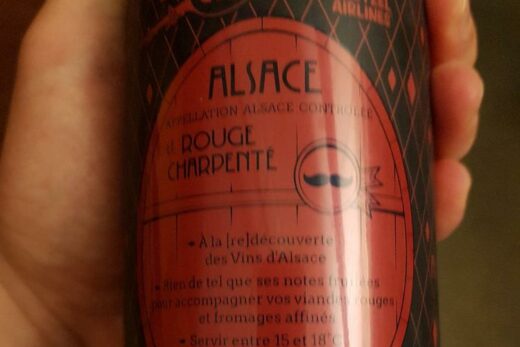 AIRLINER
ALSACE
APPELLATION ALSACE CONTRÔLÉE
LE ROUGE
CHARPENTÉ
• À la [re]découverte
des Vins d'Alsace
• Rien de tel que ses notes fruitées
pour accompagner vos viandes rouges
et fromages affinés
• Servir entre 15 et 18°C